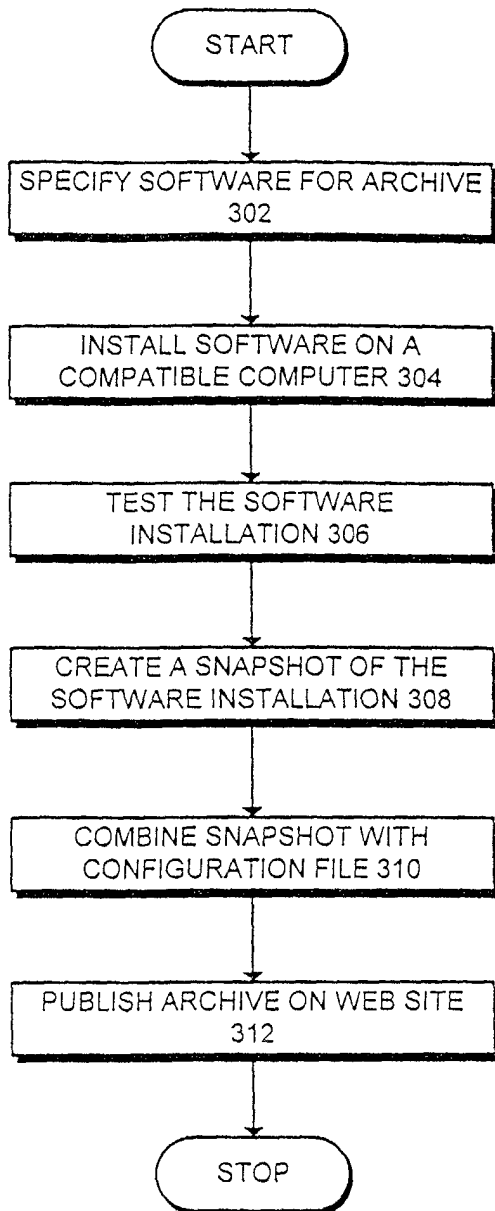 START
SPECIFY SOFTWARE FOR ARCHIVE
302
INSTALL SOFTWARE ON A
COMPATIBLE COMPUTER 304
TEST THE SOFTWARE
INSTALLATION 306
CREATE A SNAPSHOT OF THE
SOFTWARE INSTALLATION 308
COMBINE SNAPSHOT WITH
CONFIGURATION FILE 310
PUBLISH ARCHIVE ON WEB SITE
312
STOP